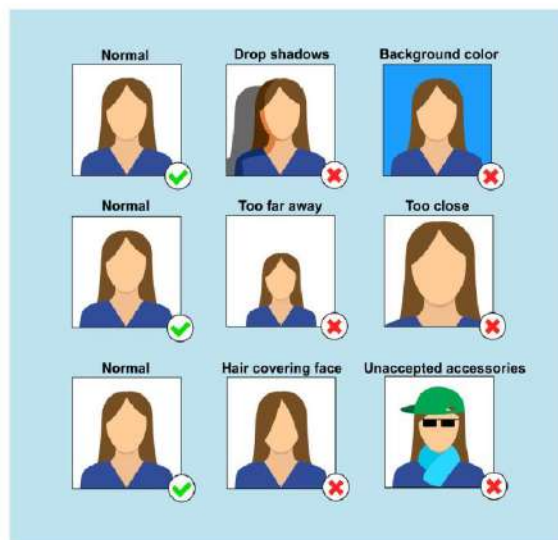 Normal
Drop shadows
Background color
Normal
Too far away
Too close
Normal
Hair covering face
Unaccepted accessories